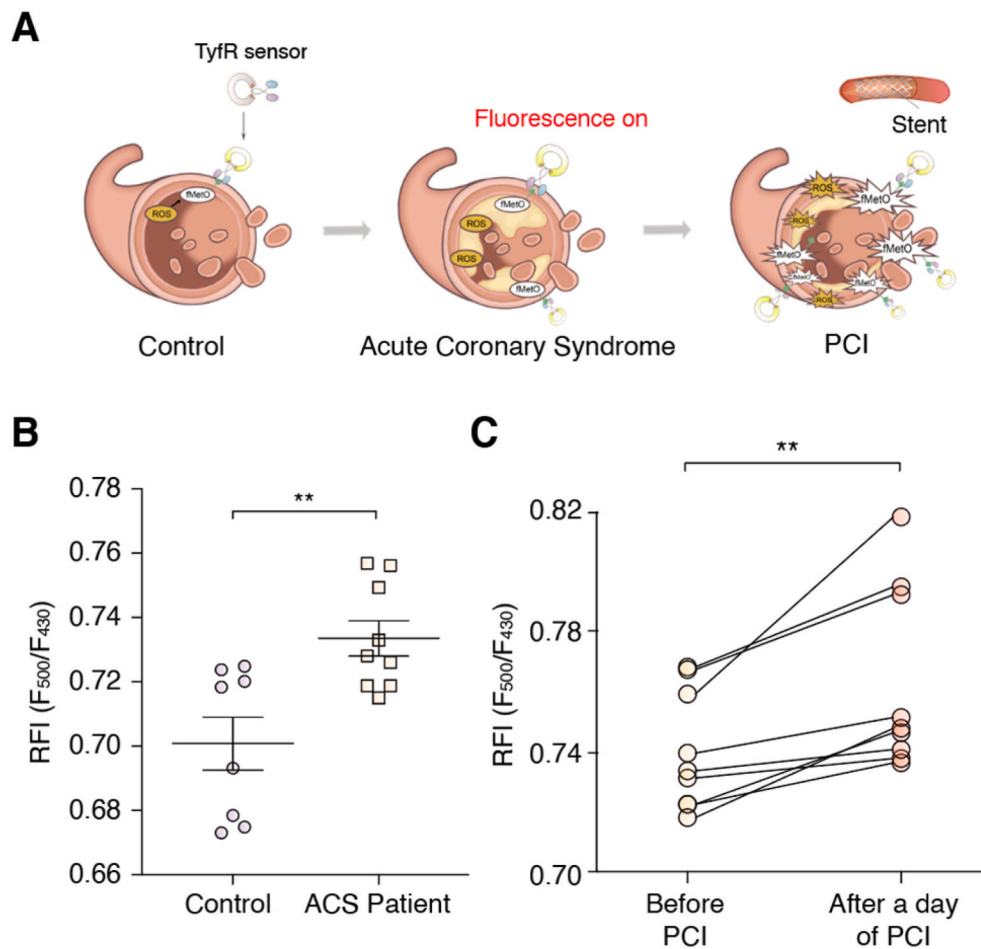 A
TyfR sensor
Fluorescence on
Stent
fMetO
ROS
fMetO
ROS
ROS
fMetO
ROS
fMetO
ROS
fMetO
fMetO
fMetO
fMetO
ROS
Control
Acute Coronary Syndrome
PCI
B
0.78
0.76
0.74
0.72
0.70
0.68
0.66
RFI (F500/F430)
**
Control
ACS Patient
C
**
0.82
0.78
0.74
0.70
RFI (F500/F430)
Before
PCI
After a day
of PCI